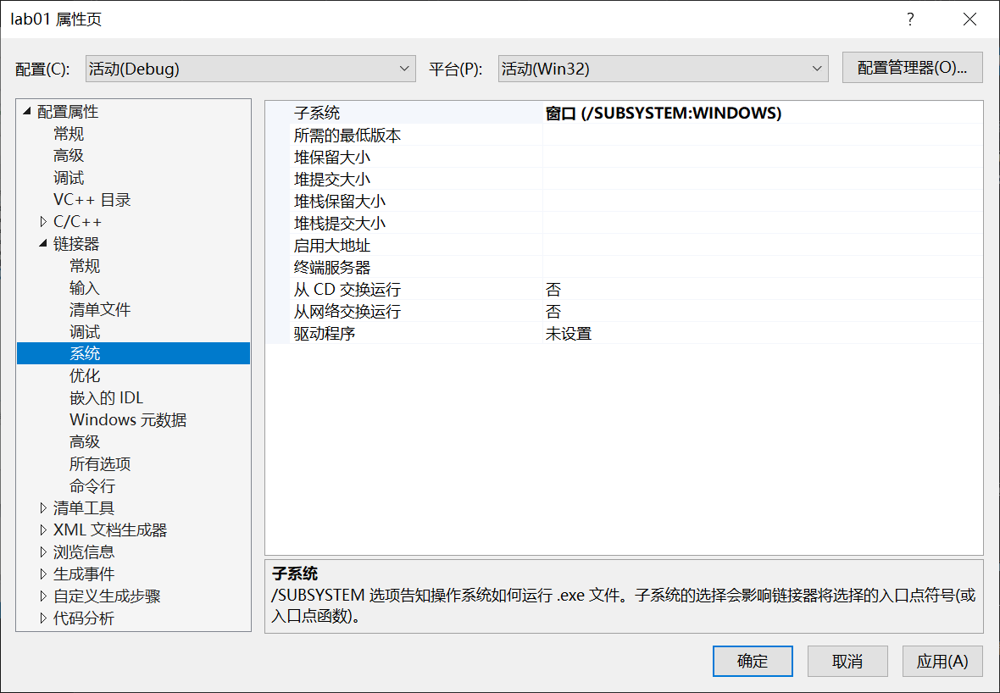 lab01 属性页
?
配置(C): 活动(Debug) 平台(P): 活动(Win32) 配置管理器(O)...
配置属性
常规
高级
调试
VC++ 目录
C/C++
链接器
常规
输入
清单文件
调试
系统
优化
嵌入的 IDL
Windows 元数据
高级
所有选项
命令行
清单工具
XML 文档生成器
浏览信息
生成事件
自定义生成步骤
代码分析
子系统 窗口 (/SUBSYSTEM:WINDOWS)
所需的最低版本
堆保留大小
堆提交大小
堆栈保留大小
堆栈提交大小
启用大地址
终端服务器
从 CD 交换运行 否
从网络交换运行 否
驱动程序 未设置
子系统
/SUBSYSTEM 选项告知操作系统如何运行 .exe 文件。子系统的选择会影响链接器将选择的入口点符号(或
入口点函数)。
确定 取消 应用(A)